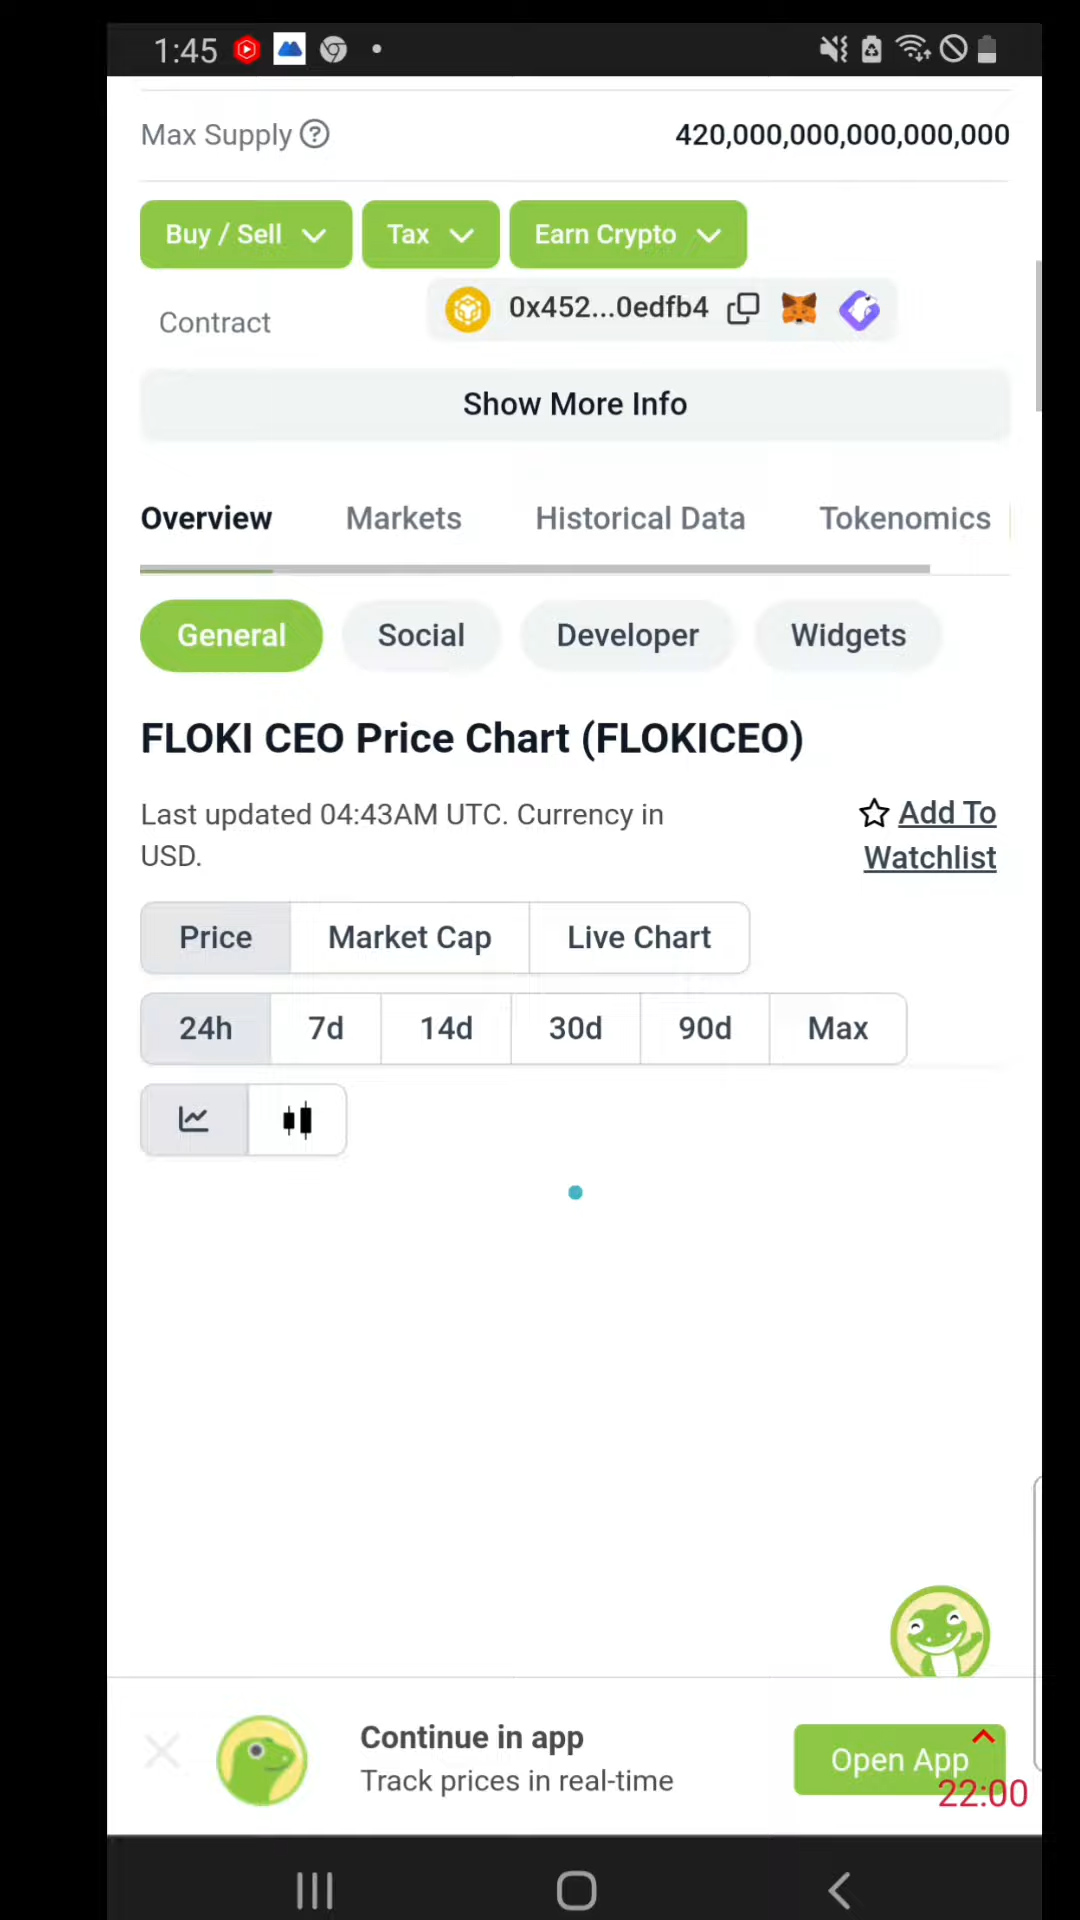 1:45
Max Supply
420,000,000,000,000,000
Buy / Sell
Tax
Earn Crypto
Contract
0x452...0edfb4
Show More Info
Overview
Markets
Historical Data
Tokenomics
General
Social
Developer
Widgets
FLOKI CEO Price Chart (FLOKICEO)
Last updated 04:43AM UTC. Currency in
USD.
Add To
Watchlist
Price
Market Cap
Live Chart
24h
7d
14d
30d
90d
Max
Continue in app
Track prices in real-time
Open App
22:00